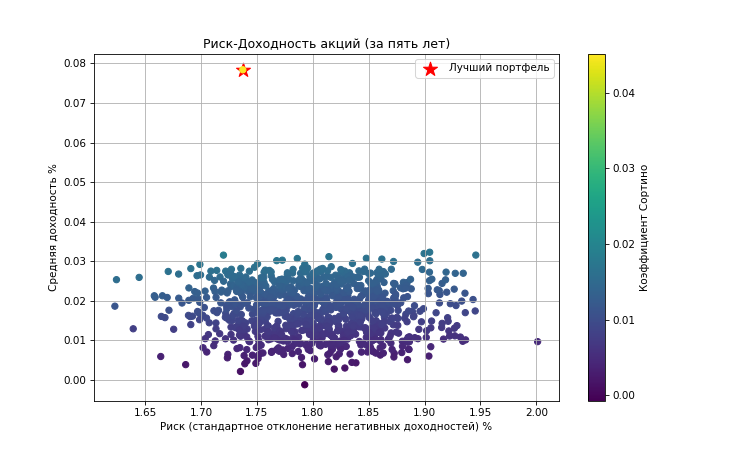 Риск-Доходность акций (за пять лет)
Лучший портфель
Средняя доходность %
0.08
0.07
0.06
0.05
0.04
0.03
0.02
0.01
0.00
1.65 1.70 1.75 1.80 1.85 1.90 1.95 2.00
Риск (стандартное отклонение негативных доходностей) %
0.04
0.03
0.02
0.01
0.00
Коэффициент Сортино